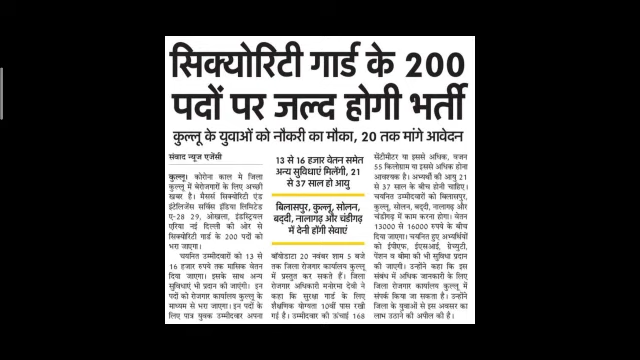 सिक्योरिटी गार्ड के 200
पदों पर जल्द होगी भर्ती
कुल्लू के युवाओं को नौकरी का मौका, 20 तक मांगे आवेदन
संवाद न्यूज एजेंसी
कुल्लू। कोरोना काल मे जिला
कुल्लू में बेरोजगारों के लिए अच्छी
खबर है। मैसर्स सिक्योरिटी एंड
इंटेलिजेंस सर्विस इंडिया लिमिटेड
ए-28 29, ओखला, इंडस्ट्रियल
एरिया नई दिल्ली की ओर से
सिक्योरिटी गार्ड के 200 पदों को
भरा जाएगा।
चयनित उम्मीदवारों को 13 से
16 हजार रुपये तक मासिक वेतन
दिया जाएगा। इसके साथ अन्य
सुविधाएं भी प्रदान की जाएंगी। इन
पदों को रोजगार कार्यालय कुल्लू के
माध्यम से भरा जाएगा। इन पदों के
लिए पात्र युवक उम्मीदवार अपना
13 से 16 हजार वेतन समेत
अन्य सुविधाएं मिलेंगी, 21
से 37 साल हो आयु
बिलासपुर, कुल्लू, सोलन,
बद्दी, नालागढ़ और चंडीगढ़
में देनी होंगी सेवाएं
बॉयोडाटा 20 नवंबर शाम 5 बजे
तक जिला रोजगार कार्यालय कुल्लू
में प्रस्तुत कर सकते हैं। जिला
रोजगार अधिकारी मनोरमा देवी ने
कहा कि सुरक्षा गार्ड के लिए
शैक्षणिक योग्यता 10वीं पास रखी
गई है। उम्मीदवार की ऊंचाई 168
सेंटीमीटर या इससे अधिक, वजन
55 किलोग्राम या इससे अधिक होना
आवश्यक है। अभ्यर्थी की आयु 21
से 37 साल के बीच होनी चाहिए।
चयनित उम्मीदवारों को बिलासपुर,
कुल्लू, सोलन, बद्दी, नालागढ़ और
चंडीगढ़ में काम करना होगा। वेतन
13000 से 16000 रुपये के बीच
दिया जाएगा। चयनित हुए अभ्यर्थियों
को ईपीएफ, ईएसआई, ग्रेच्युटी,
पेंशन व बीमा की भी सुविधा प्रदान
की जाएगी। उन्होंने कहा कि इस
संबंध में अधिक जानकारी के लिए
जिला रोजगार कार्यालय कुल्लू में
संपर्क किया जा सकता है। उन्होंने
जिला के युवाओं से इस अवसर का
लाभ उठाने की अपील की है।